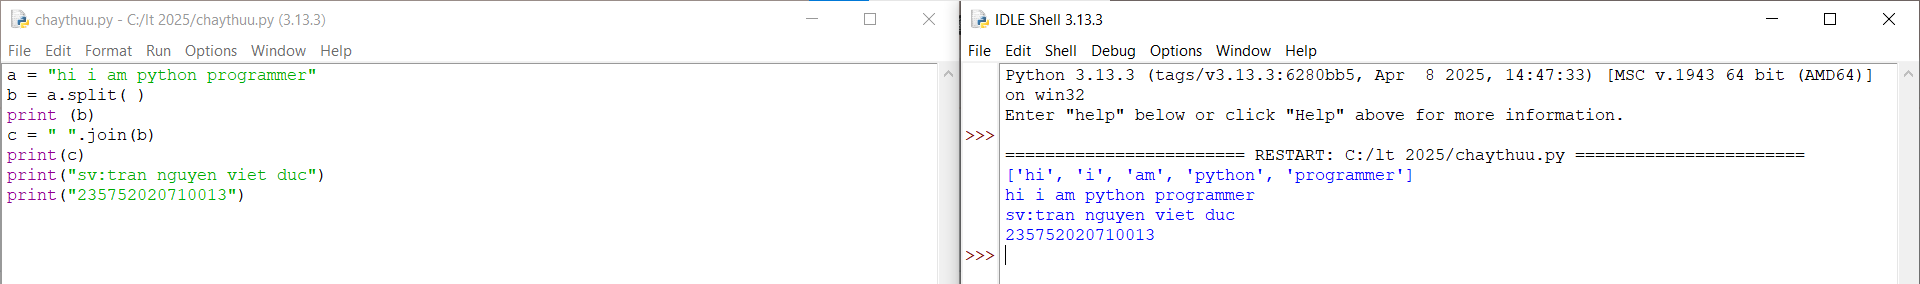 chaythuu.py - C:/lt 2025/chaythuu.py (3.13.3)
File Edit Format Run Options Window Help
a = "hi i am python programmer"
b = a.split( )
print (b)
c = " ".join(b)
print(c)
print("sv:tran nguyen viet duc")
print("235752020710013")
IDLE Shell 3.13.3
File Edit Shell Debug Options Window Help
Python 3.13.3 (tags/v3.13.3:6280bb5, Apr  8 2025, 14:47:33) [MSC v.1943 64 bit (AMD64)]
on win32
Enter "help" below or click "Help" above for more information.
>>>
======================== RESTART: C:/lt 2025/chaythuu.py =======================
['hi', 'i', 'am', 'python', 'programmer']
hi i am python programmer
sv:tran nguyen viet duc
235752020710013
>>>